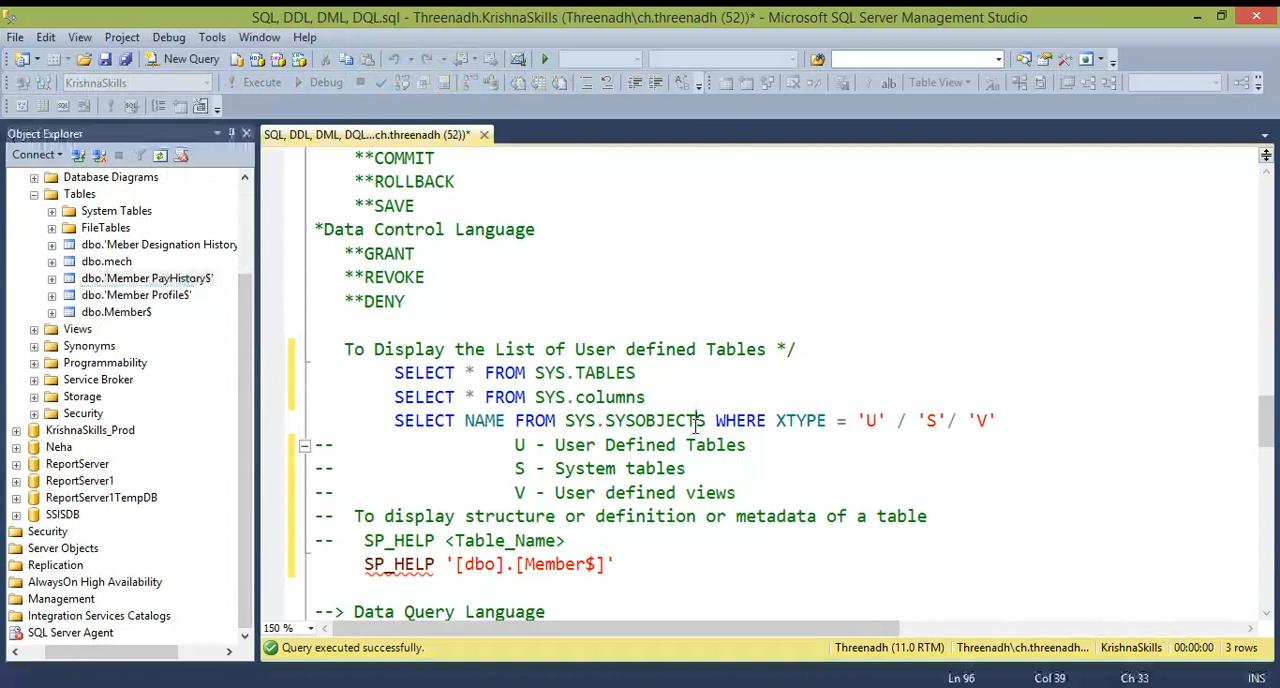 SQL, DDL, DML, DQL.sql - Threenadh.KrishnaSkills (Threenadh\ch.threenadh (52))* - Microsoft SQL Server Management Studio
File Edit View Project Debug Tools Window Help
New Query
KrishnaSkills Execute Debug Table View
Object Explorer
SQL, DDL, DML, DQL...ch.threenadh (52))*
Connect
Database Diagrams
Tables
System Tables
FileTables
dbo.'Meber Designation History
dbo.mech
dbo.'Member PayHistory$'
dbo.'Member Profile$'
dbo.Member$
Views
Synonyms
Programmability
Service Broker
Storage
Security
KrishnaSkills_Prod
Neha
ReportServer
ReportServer1
ReportServer1TempDB
SSISDB
Security
Server Objects
Replication
AlwaysOn High Availability
Management
Integration Services Catalogs
SQL Server Agent
**COMMIT
**ROLLBACK
**SAVE
*Data Control Language
**GRANT
**REVOKE
**DENY
To Display the List of User defined Tables */
SELECT * FROM SYS.TABLES
SELECT * FROM SYS.columns
SELECT NAME FROM SYS.SYSOBJECTS WHERE XTYPE = 'U' / 'S'/ 'V'
-- U - User Defined Tables
-- S - System tables
-- V - User defined views
-- To display structure or definition or metadata of a table
-- SP_HELP <Table_Name>
SP_HELP '[dbo].[Member$]'
--> Data Query Language
150 %
Query executed successfully. Threenadh (11.0 RTM) Threenadh\ch.threenadh... KrishnaSkills 00:00:00 3 rows
Ln 96 Col 39 Ch 33 INS